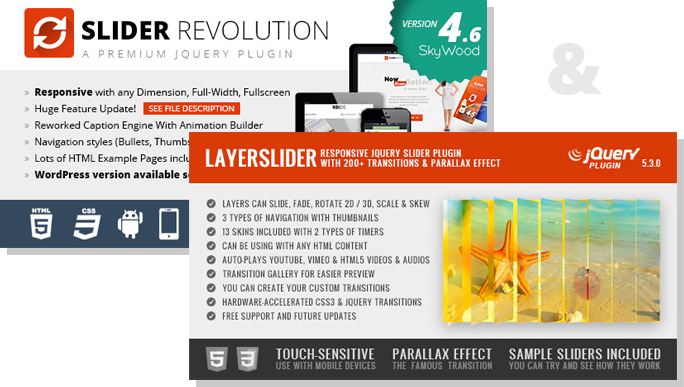 SLIDER REVOLUTION
A PREMIUM JQUERY PLUGIN
VERSION
4.6
SkyWood
&
» Responsive with any Dimension, Full-Width, Fullscreen
» Huge Feature Update! SEE FILE DESCRIPTION
» Reworked Caption Engine With Animation Builder
» Navigation styles (Bullets, Thumbs
» Lots of HTML Example Pages inclu
» WordPress version available se
HTML
5
CSS
3
LAYERSLIDER
RESPONSIVE JQUERY SLIDER PLUGIN
WITH 200+ TRANSITIONS & PARALLAX EFFECT
jQuery
PLUGIN
5.3.0
LAYERS CAN SLIDE, FADE, ROTATE 2D / 3D, SCALE & SKEW
3 TYPES OF NAVIGATION WITH THUMBNAILS
13 SKINS INCLUDED WITH 2 TYPES OF TIMERS
CAN BE USING WITH ANY HTML CONTENT
AUTO-PLAYS YOUTUBE, VIMEO & HTML5 VIDEOS & AUDIOS
TRANSITION GALLERY FOR EASIER PREVIEW
YOU CAN CREATE YOUR CUSTOM TRANSITIONS
HARDWARE-ACCELERATED CSS3 & JQUERY TRANSITIONS
FREE SUPPORT AND FUTURE UPDATES
5
3
TOUCH-SENSITIVE
USE WITH MOBILE DEVICES
PARALLAX EFFECT
THE FAMOUS TRANSITION
SAMPLE SLIDERS INCLUDED
YOU CAN TRY AND SEE HOW THEY WORK